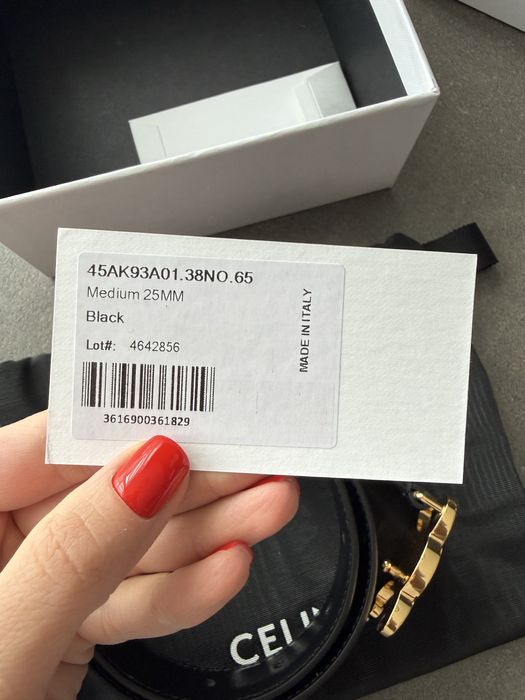 45AK93A01.38NO.65
Medium 25MM
Black
Lot#: 4642856
3616900361829
MADE IN ITALY